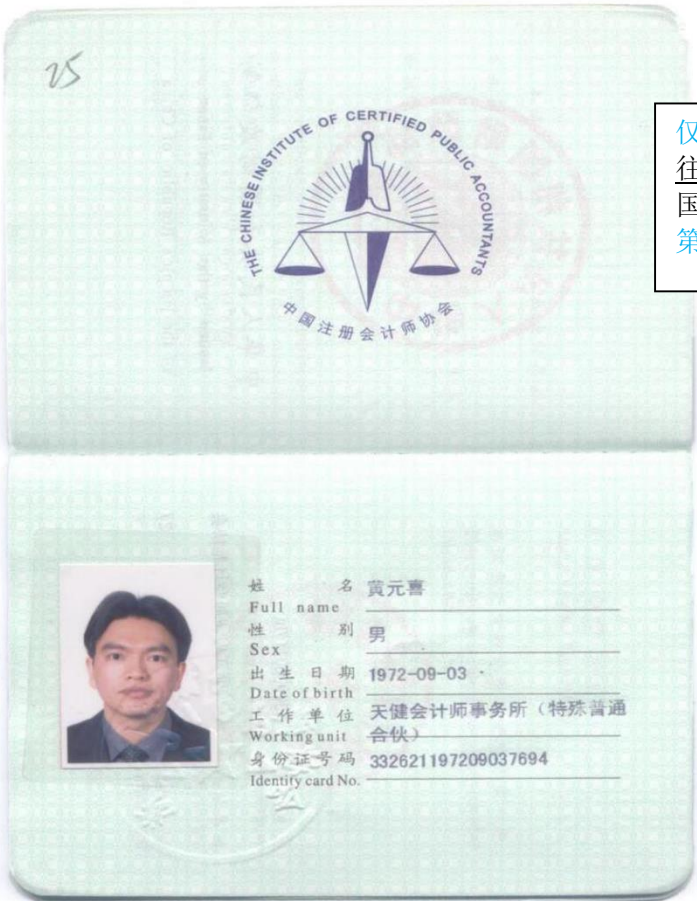 25
THE CHINESE INSTITUTE OF CERTIFIED PUBLIC ACCOUNTANTS
中国注册会计师协会
仅
往
国
第
姓 名 黄元喜
Full name
性 别 男
Sex
出生日期 1972-09-03
Date of birth
工作单位 天健会计师事务所（特殊普通
Working unit 合伙）
身份证号码 332621197209037694
Identity card No.